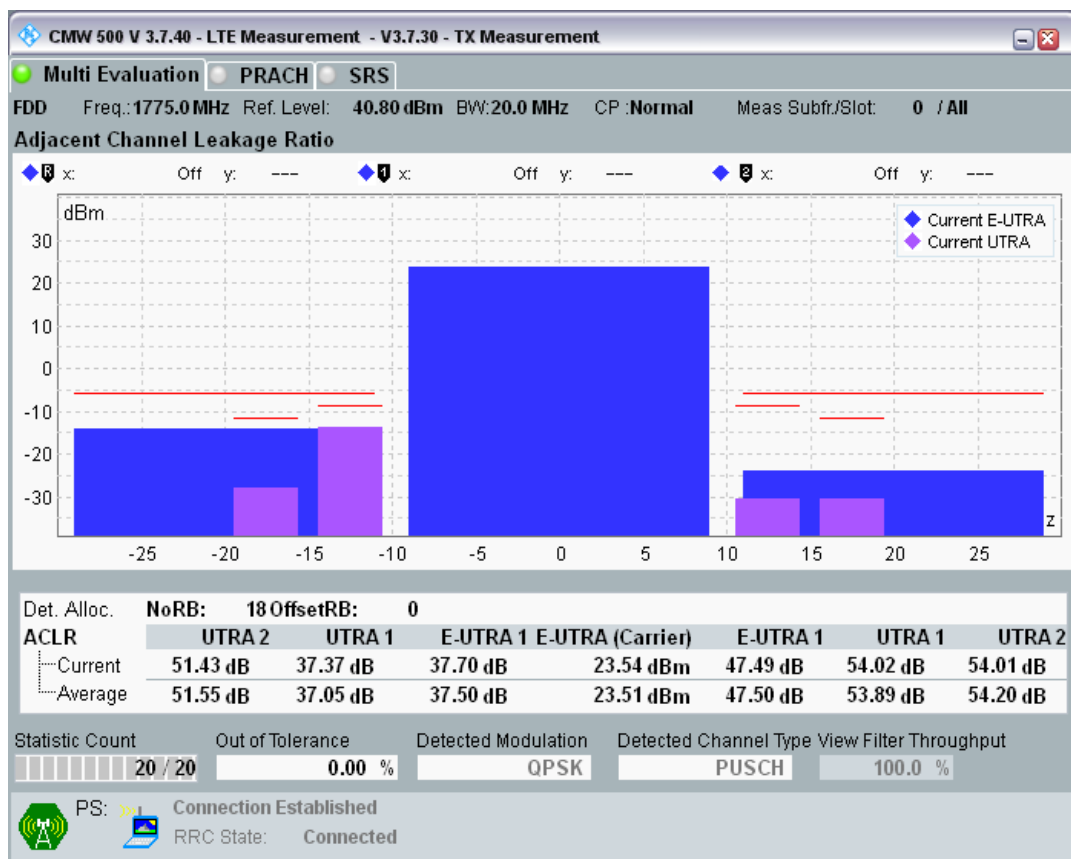 CMW 500 V 3.7.40 - LTE Measurement - V3.7.30 - TX Measurement
Multi Evaluation PRACH SRS
FDD Freq.:1775.0 MHz Ref. Level: 40.80 dBm BW:20.0 MHz CP :Normal Meas Subfr./Slot: 0 / All
Adjacent Channel Leakage Ratio
R x: Off y: --- 1 x: Off y: --- 2 x: Off y: ---
dBm
Current E-UTRA
Current UTRA
30
20
10
0
-10
-20
-30
z
-25 -20 -15 -10 -5 0 5 10 15 20 25
Det. Alloc. NoRB: 18 OffsetRB: 0
ACLR UTRA 2 UTRA 1 E-UTRA 1 E-UTRA (Carrier) E-UTRA 1 UTRA 1 UTRA 2
Current 51.43 dB 37.37 dB 37.70 dB 23.54 dBm 47.49 dB 54.02 dB 54.01 dB
Average 51.55 dB 37.05 dB 37.50 dB 23.51 dBm 47.50 dB 53.89 dB 54.20 dB
Statistic Count Out of Tolerance Detected Modulation Detected Channel Type View Filter Throughput
20 / 20 0.00 % QPSK PUSCH 100.0 %
PS: Connection Established
RRC State: Connected